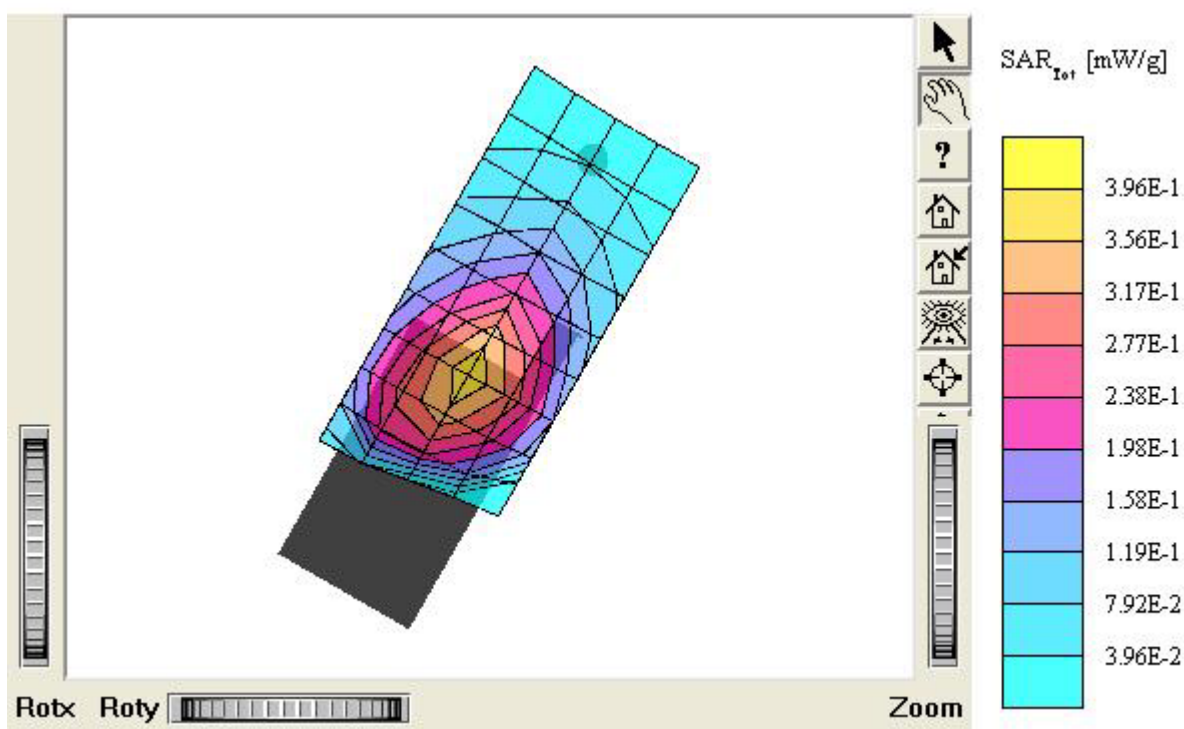 SAR_Tot [mW/g]
?
3.96E-1
3.56E-1
3.17E-1
2.77E-1
2.38E-1
1.98E-1
1.58E-1
1.19E-1
7.92E-2
3.96E-2
Rotx Roty Zoom